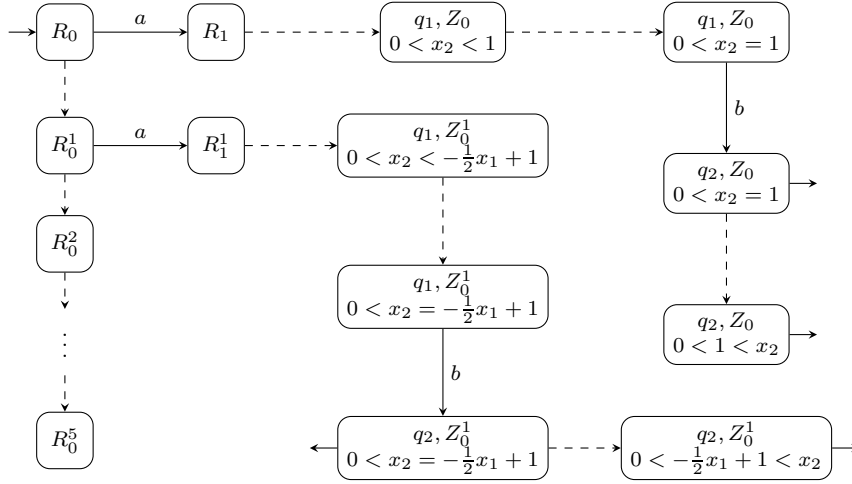 R_0 a R_1 q_1, Z_0 q_1, Z_0
0 < x_2 < 1 0 < x_2 = 1
R_0^1 a R_1^1 q_1, Z_0^1 b
0 < x_2 < -\frac{1}{2}x_1 + 1
q_2, Z_0
0 < x_2 = 1
R_0^2
q_1, Z_0^1
0 < x_2 = -\frac{1}{2}x_1 + 1
q_2, Z_0
0 < 1 < x_2
⋮
b
R_0^5 q_2, Z_0^1 q_2, Z_0^1
0 < x_2 = -\frac{1}{2}x_1 + 1 0 < -\frac{1}{2}x_1 + 1 < x_2